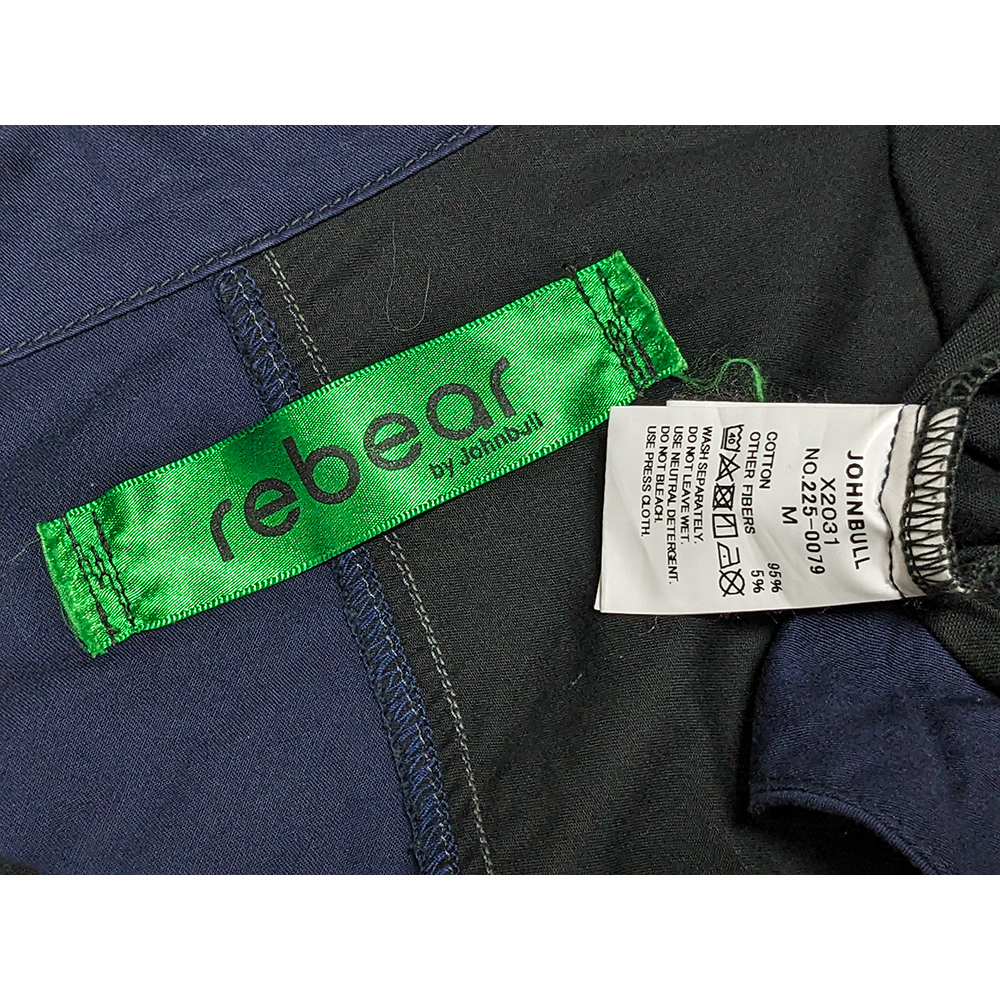 rebear
by Johnbull
JOHNBULL
X2031
NO.225-0079
M
COTTON 95%
OTHER FIBERS 5%
WASH SEPARATELY.
DO NOT LEAVE WET.
USE NEUTRAL DETERGENT.
DO NOT BLEACH.
USE PRESS CLOTH.